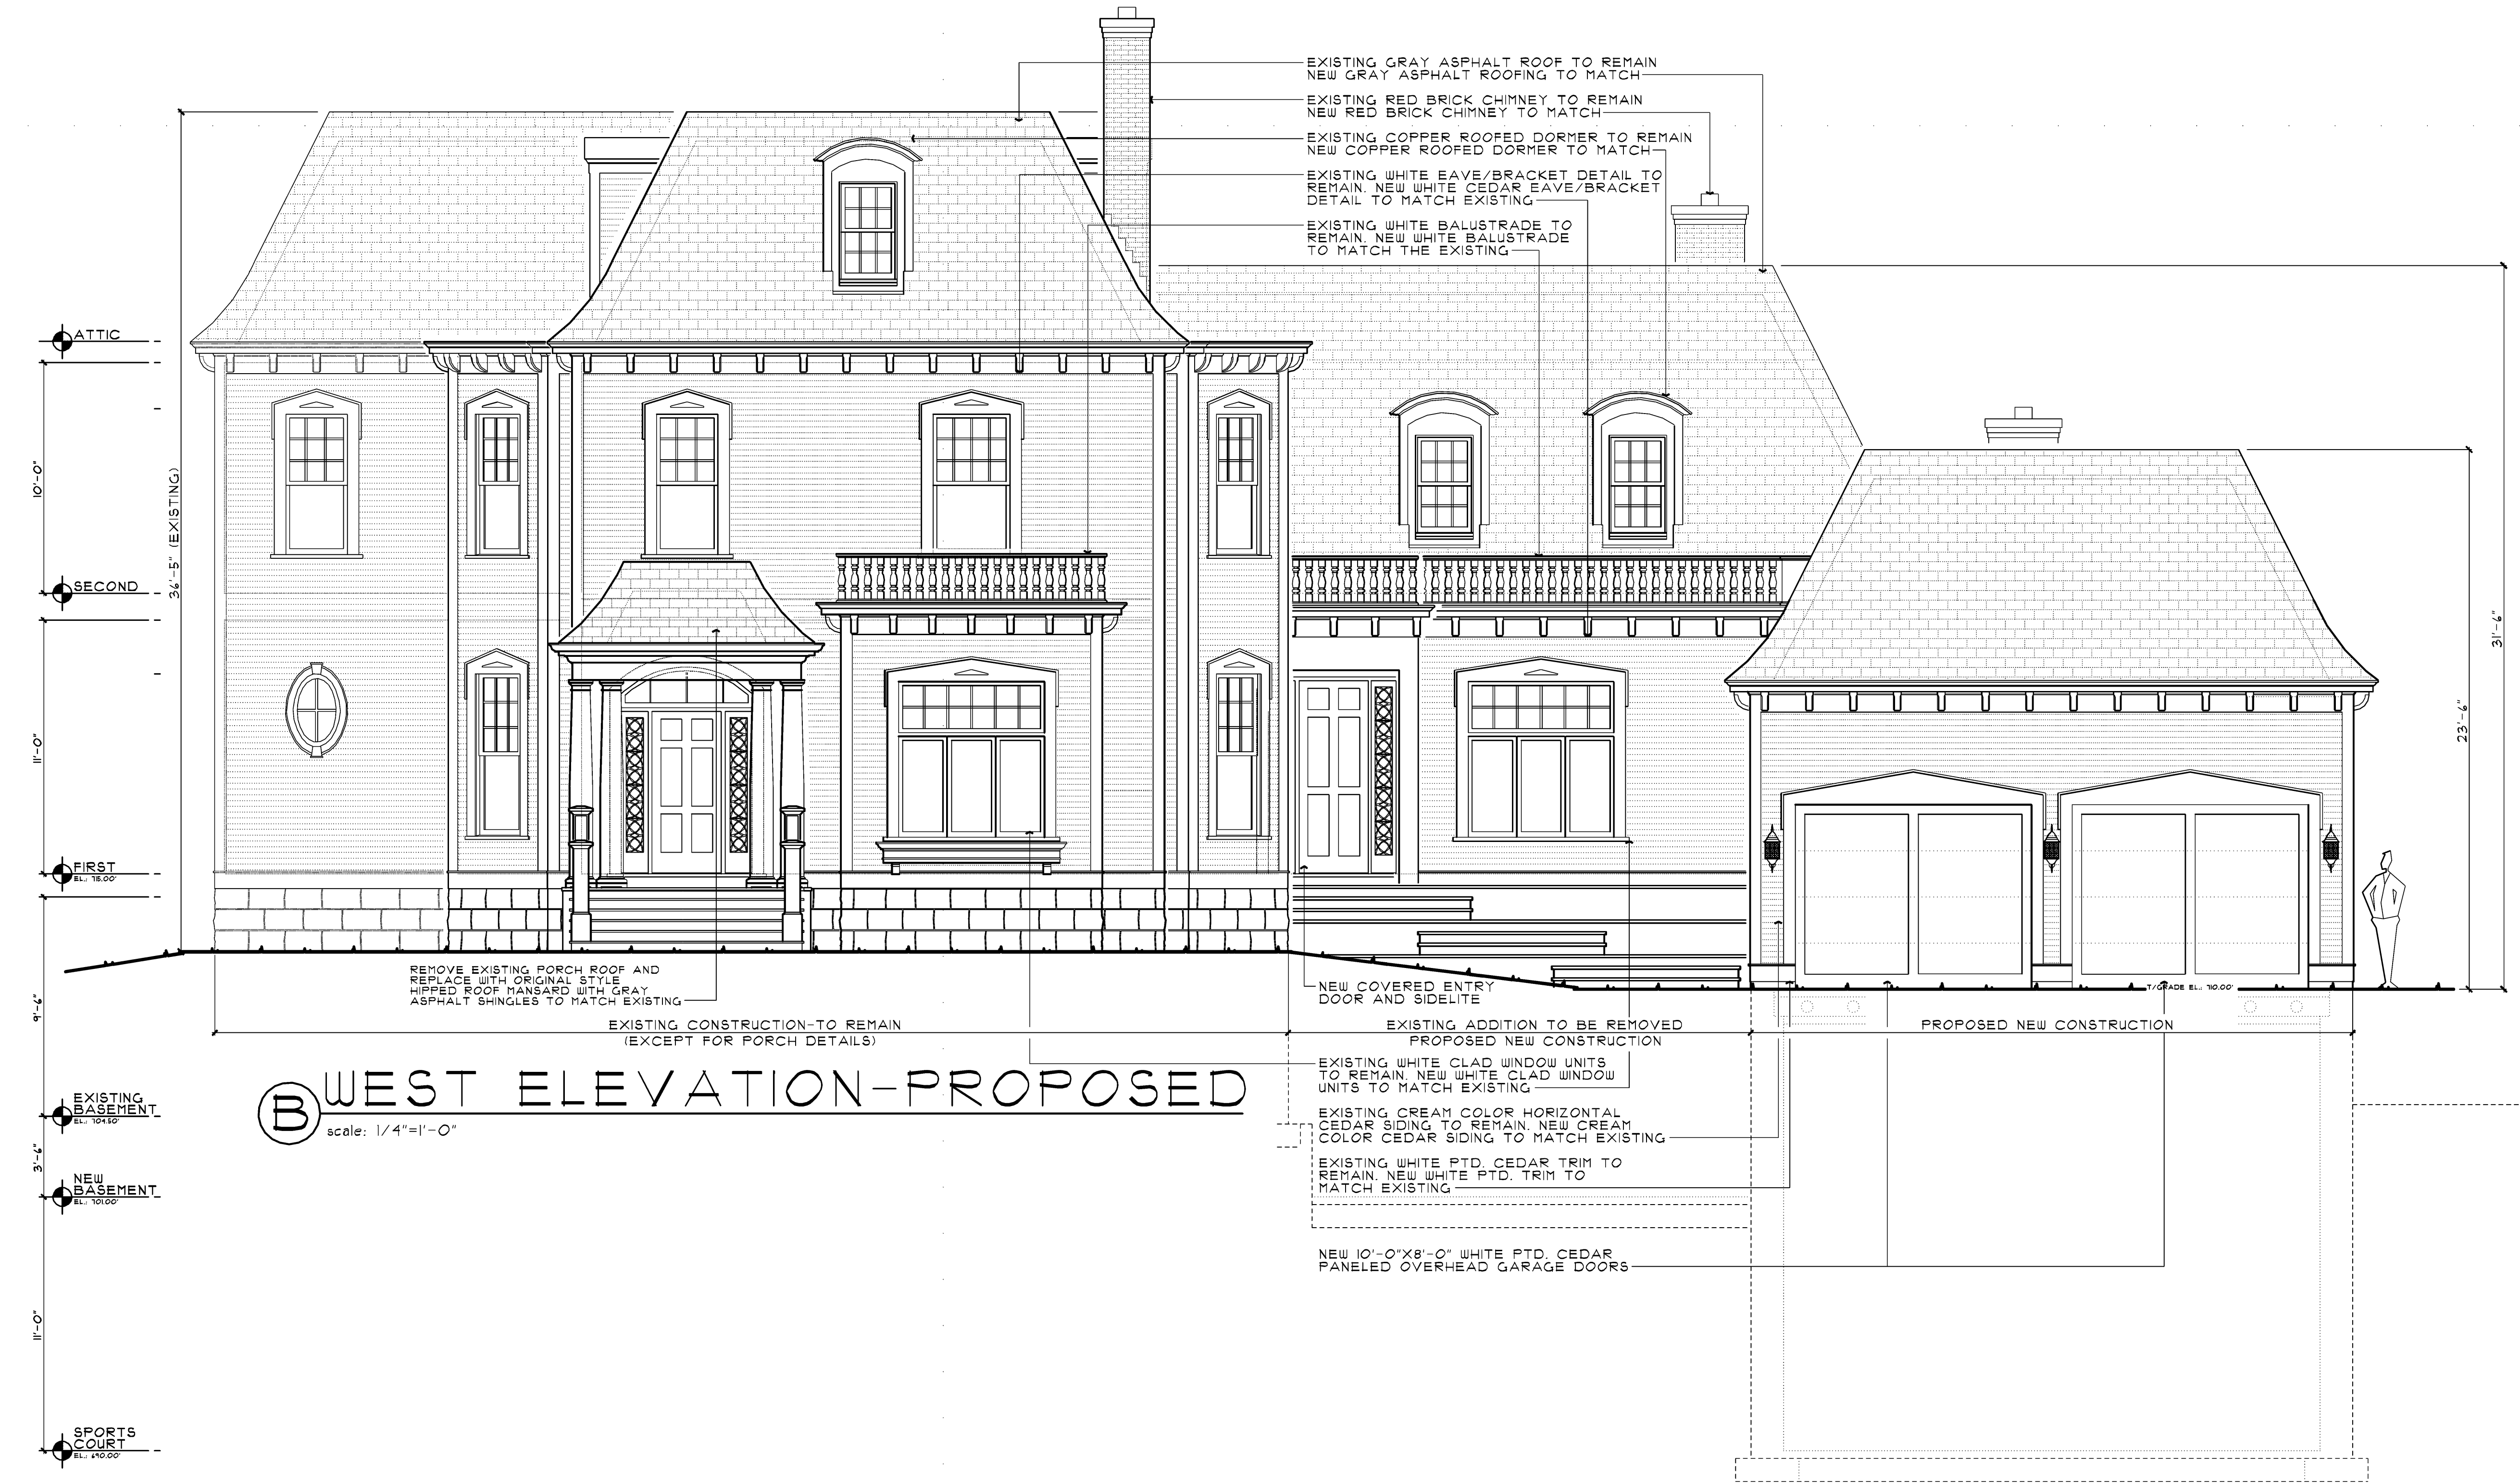 EXISTING GRAY ASPHALT ROOF TO REMAIN
NEW GRAY ASPHALT ROOFING TO MATCH
EXISTING RED BRICK CHIMNEY TO REMAIN
NEW RED BRICK CHIMNEY TO MATCH
EXISTING COPPER ROOFED DORMER TO REMAIN
NEW COPPER ROOFED DORMER TO MATCH
EXISTING WHITE EAVE/BRACKET DETAIL TO
REMAIN. NEW WHITE CEDAR EAVE/BRACKET
DETAIL TO MATCH EXISTING
EXISTING WHITE BALUSTRADE TO
REMAIN. NEW WHITE BALUSTRADE
TO MATCH THE EXISTING
ATTIC
10'-0"
36'-5" (EXISTING)
SECOND
11'-0"
FIRST
EL.: 715.00'
31'-6"
23'-6"
REMOVE EXISTING PORCH ROOF AND
REPLACE WITH ORIGINAL STYLE
HIPPED ROOF MANSARD WITH GRAY
ASPHALT SHINGLES TO MATCH EXISTING
NEW COVERED ENTRY
DOOR AND SIDELITE
T/GRADE EL.: 710.00'
9'-6"
EXISTING CONSTRUCTION-TO REMAIN
(EXCEPT FOR PORCH DETAILS)
EXISTING ADDITION TO BE REMOVED
PROPOSED NEW CONSTRUCTION
PROPOSED NEW CONSTRUCTION
EXISTING WHITE CLAD WINDOW UNITS
TO REMAIN. NEW WHITE CLAD WINDOW
UNITS TO MATCH EXISTING
B WEST ELEVATION-PROPOSED
scale: 1/4"=1'-0"
EXISTING
BASEMENT
EL.: 704.50'
EXISTING CREAM COLOR HORIZONTAL
CEDAR SIDING TO REMAIN. NEW CREAM
COLOR CEDAR SIDING TO MATCH EXISTING
3'-6"
EXISTING WHITE PTD. CEDAR TRIM TO
REMAIN. NEW WHITE PTD. TRIM TO
MATCH EXISTING
NEW
BASEMENT
EL.: 701.00'
NEW 10'-0"X8'-0" WHITE PTD. CEDAR
PANELED OVERHEAD GARAGE DOORS
11'-0"
SPORTS
COURT
EL.: 690.00'